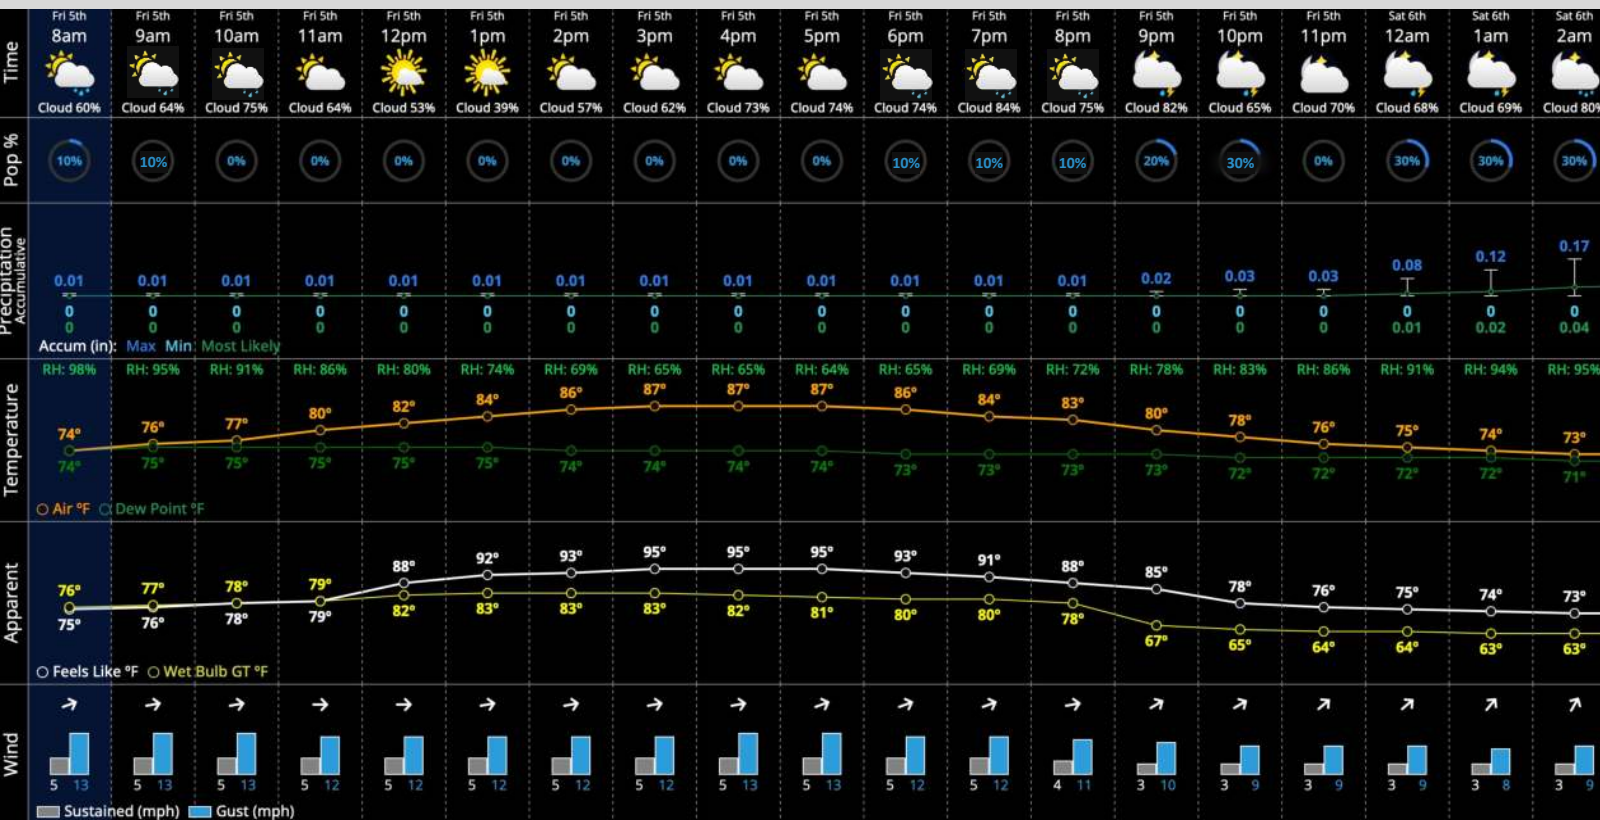 Fri 5th Fri 5th Fri 5th Fri 5th Fri 5th Fri 5th Fri 5th Fri 5th Fri 5th Fri 5th Fri 5th Fri 5th Fri 5th Fri 5th Fri 5th Fri 5th Sat 6th Sat 6th Sat 6th
8am 9am 10am 11am 12pm 1pm 2pm 3pm 4pm 5pm 6pm 7pm 8pm 9pm 10pm 11pm 12am 1am 2am
Time
Cloud 60% Cloud 64% Cloud 75% Cloud 64% Cloud 53% Cloud 39% Cloud 57% Cloud 62% Cloud 73% Cloud 74% Cloud 74% Cloud 84% Cloud 75% Cloud 82% Cloud 65% Cloud 70% Cloud 68% Cloud 69% Cloud 80%
Pop %
10% 10% 0% 0% 0% 0% 0% 0% 0% 0% 10% 10% 10% 20% 30% 0% 30% 30% 30%
Precipitation
Accumulative
0.01 0.01 0.01 0.01 0.01 0.01 0.01 0.01 0.01 0.01 0.01 0.01 0.01 0.02 0.03 0.03 0.08 0.12 0.17
0 0 0 0 0 0 0 0 0 0 0 0 0 0 0 0 0 0 0
0 0 0 0 0 0 0 0 0 0 0 0 0 0 0 0 0.01 0.02 0.04
Accum (in): Max Min Most Likely
RH: 98% RH: 95% RH: 91% RH: 86% RH: 80% RH: 74% RH: 69% RH: 65% RH: 65% RH: 64% RH: 65% RH: 69% RH: 72% RH: 78% RH: 83% RH: 86% RH: 91% RH: 94% RH: 95%
Temperature
74° 76° 77° 80° 82° 84° 86° 87° 87° 87° 86° 84° 83° 80° 78° 76° 75° 74° 73°
74° 75° 75° 75° 75° 75° 74° 74° 74° 74° 73° 73° 73° 73° 72° 72° 72° 72° 71°
Air °F Dew Point °F
Apparent
76° 77° 78° 79° 88° 92° 93° 95° 95° 95° 93° 91° 88° 85° 78° 76° 75° 74° 73°
75° 76° 78° 79° 82° 83° 83° 83° 82° 81° 80° 80° 78° 67° 65° 64° 64° 63° 63°
Feels Like °F Wet Bulb GT °F
Wind
5 13 5 13 5 13 5 12 5 12 5 12 5 12 5 12 5 13 5 13 5 12 5 12 4 11 3 10 3 9 3 9 3 9 3 8 3 9
Sustained (mph) Gust (mph)